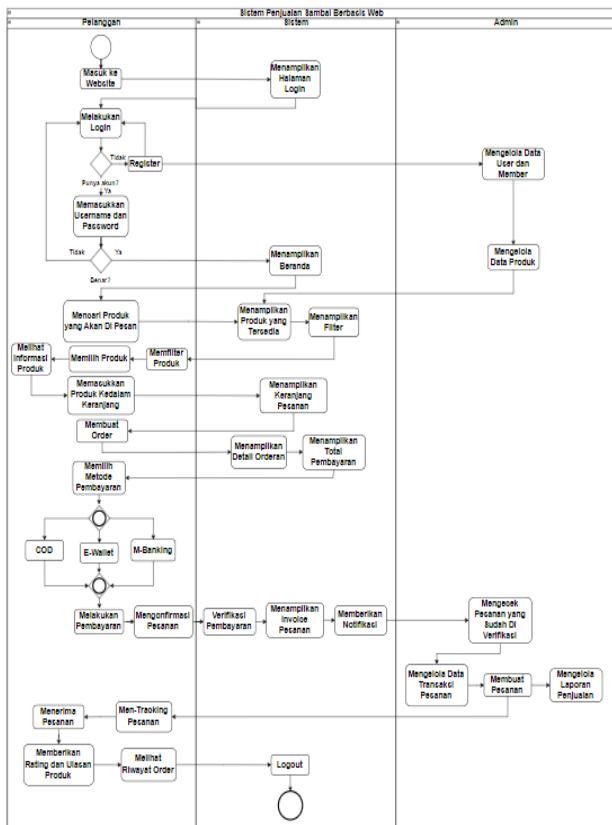 Sistem Penjualan Sambal Berbasis Web
Pelanggan
Sistem
Admin
Masuk ke
Website
Menampilkan
Halaman
Login
Melakukan
Login
Tidak
Register
Punya akun?
Ya
Mengelola Data
User dan
Member
Memasukkan
Username dan
Password
Tidak
Ya
Benar?
Menampilkan
Beranda
Mengelola
Data Produk
Mencari Produk
yang Akan Di Pesan
Menampilkan
Produk yang
Tersedia
Menampilkan
Filter
Melihat
Informasi
Produk
Memilih Produk
Memfilter
Produk
Memasukkan
Produk Kedalam
Keranjang
Menampilkan
Keranjang
Pesanan
Membuat
Order
Menampilkan
Detail Orderan
Menampilkan
Total
Pembayaran
Memilih
Metode
Pembayaran
COD
E-Wallet
M-Banking
Melakukan
Pembayaran
Mengonfirmasi
Pesanan
Verifikasi
Pembayaran
Menampilkan
Invoice
Pesanan
Memberikan
Notifikasi
Mengecek
Pesanan yang
Sudah Di
Verifikasi
Mengelola Data
Transaksi
Pesanan
Membuat
Pesanan
Mengelola
Laporan
Penjualan
Menerima
Pesanan
Men-Tracking
Pesanan
Memberikan
Rating dan Ulasan
Produk
Melihat
Riwayat Order
Logout